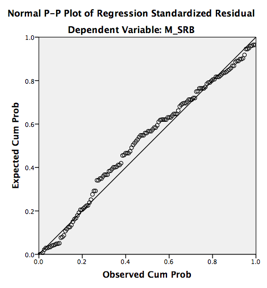 Normal P-P Plot of Regression Standardized Residual
Dependent Variable: M_SRB
Expected Cum Prob
1.0
0.8
0.6
0.4
0.2
0.0
0.0 0.2 0.4 0.6 0.8 1.0
Observed Cum Prob